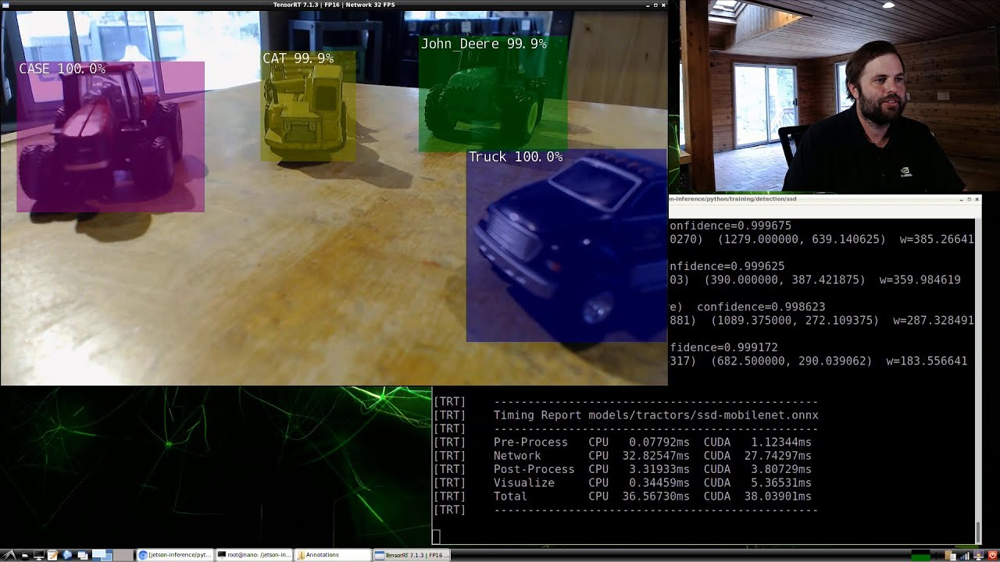 TensorRT 7.1.3 | FP16 | Network 32 FPS
CASE 100.0%
CAT 99.9%
John_Deere 99.9%
Truck 100.0%
on-inference/python/training/detection/ssd
onfidence=0.999675
0270) (1279.000000, 639.140625) w=385.26641
nfidence=0.999625
03) (390.000000, 387.421875) w=359.984619
e) confidence=0.998623
881) (1089.375000, 272.109375) w=287.328491
fidence=0.999172
317) (682.500000, 290.039062) w=183.556641
[TRT] ------------------------------------------------
[TRT] Timing Report models/tractors/ssd-mobilenet.onnx
[TRT] ------------------------------------------------
[TRT] Pre-Process CPU 0.07792ms CUDA 1.12344ms
[TRT] Network CPU 32.82547ms CUDA 27.74297ms
[TRT] Post-Process CPU 3.31933ms CUDA 3.80729ms
[TRT] Visualize CPU 0.34459ms CUDA 5.36531ms
[TRT] Total CPU 36.56730ms CUDA 38.03901ms
[TRT] ------------------------------------------------
[jetson-inference/pyt...
root@nano: /jetson-in...
Annotations
TensorRT 7.1.3 | FP16 ...